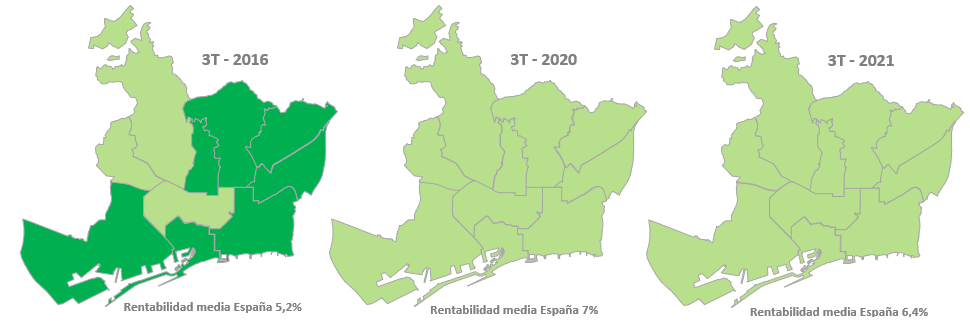 3T - 2016
3T - 2020
3T - 2021
Rentabilidad media España 5,2%
Rentabilidad media España 7%
Rentabilidad media España 6,4%